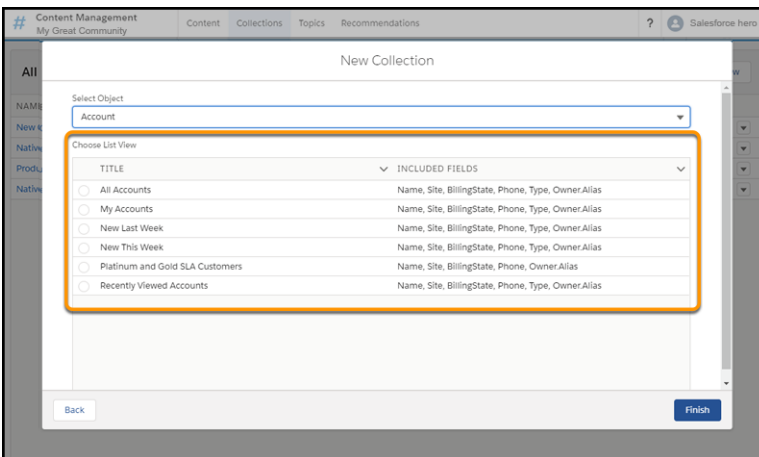 Content Management
My Great Community
Content Collections Topics Recommendations
? Salesforce hero
New Collection
All
Select Object
Account
NAME
Choose List View
TITLE INCLUDED FIELDS
All Accounts Name, Site, BillingState, Phone, Type, Owner.Alias
My Accounts Name, Site, BillingState, Phone, Type, Owner.Alias
New Last Week Name, Site, BillingState, Phone, Type, Owner.Alias
New This Week Name, Site, BillingState, Phone, Type, Owner.Alias
Platinum and Gold SLA Customers Name, Site, BillingState, Phone, Owner.Alias
Recently Viewed Accounts Name, Site, BillingState, Phone, Type, Owner.Alias
Back Finish